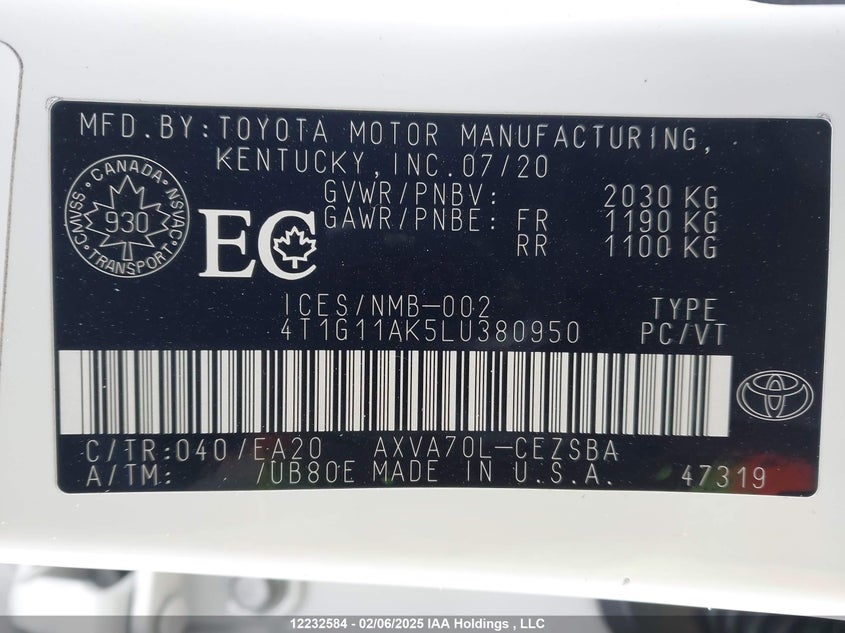 MFD.BY:TOYOTA MOTOR MANUFACTURING,
KENTUCKY,INC.07/20
GVWR/PNBV: 2030 KG
GAWR/PNBE: FR 1190 KG
RR 1100 KG
CANADA
CMVSS 930 NSVAC
TRANSPORT
EC
ICES/NMB-002 TYPE
4T1G11AK5LU380950 PC/VT
C/TR:040/EA20 AXVA70L-CEZSBA
A/TM: /UB80E MADE IN U.S.A. 47319
12232584 - 02/06/2025 IAA Holdings , LLC